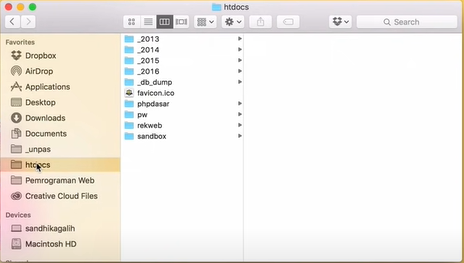 htdocs
Search
Favorites
Dropbox
AirDrop
Applications
Desktop
Downloads
Documents
_unpas
htdocs
Pemrograman Web
Creative Cloud Files
Devices
sandhikagalih
Macintosh HD
_2013
_2014
_2015
_2016
_db_dump
favicon.ico
phpdasar
pw
rekweb
sandbox